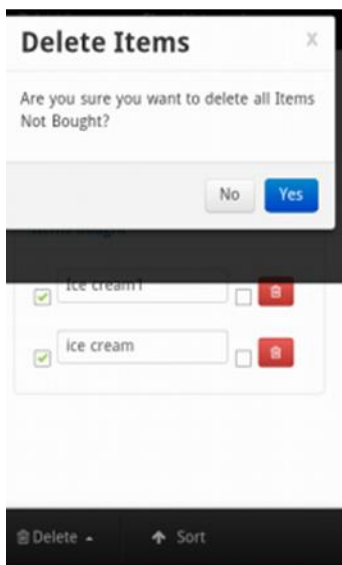 Delete Items
x
Are you sure you want to delete all Items
Not Bought?
No
Yes
Ice cream1
ice cream
Delete
Sort